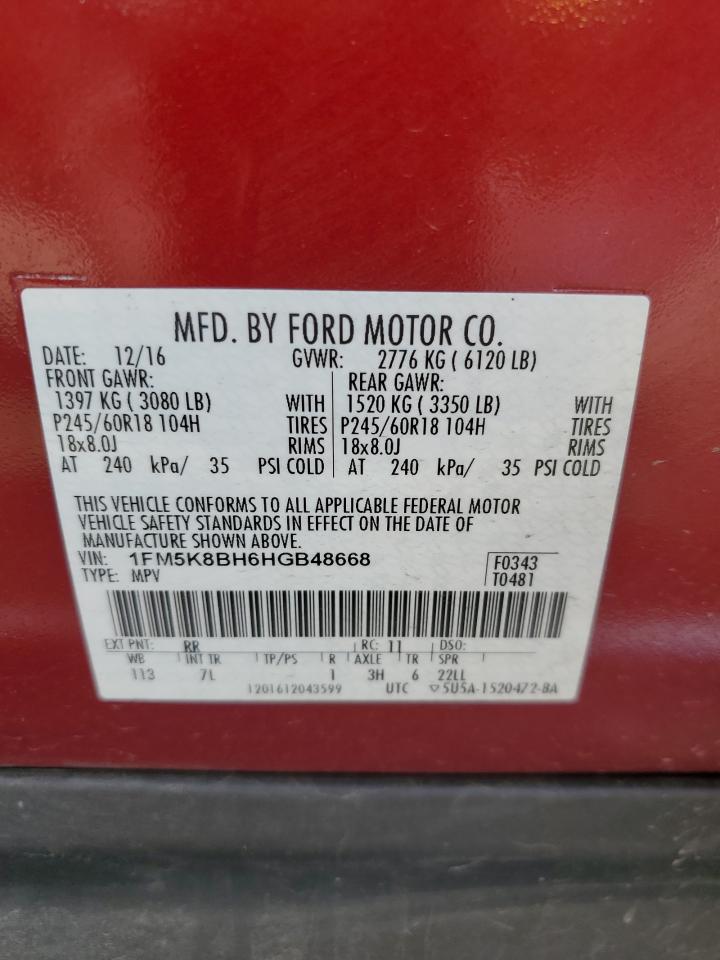 MFD. BY FORD MOTOR CO.
DATE: 12/16 GVWR: 2776 KG ( 6120 LB)
FRONT GAWR: REAR GAWR:
1397 KG ( 3080 LB) WITH 1520 KG ( 3350 LB) WITH
P245/60R18 104H TIRES P245/60R18 104H TIRES
18x8.0J RIMS 18x8.0J RIMS
AT 240 kPa/ 35 PSI COLD AT 240 kPa/ 35 PSI COLD
THIS VEHICLE CONFORMS TO ALL APPLICABLE FEDERAL MOTOR
VEHICLE SAFETY STANDARDS IN EFFECT ON THE DATE OF
MANUFACTURE SHOWN ABOVE.
VIN: 1FM5K8BH6HGB48668 F0343
TYPE: MPV T0481
EXT PNT: RR RC: 11 DSO:
WB INT TR TP/PS R AXLE TR SPR
113 7L 1 3H 6 22LL
1201612043599 UTC ▽5U5A-1520472-BA